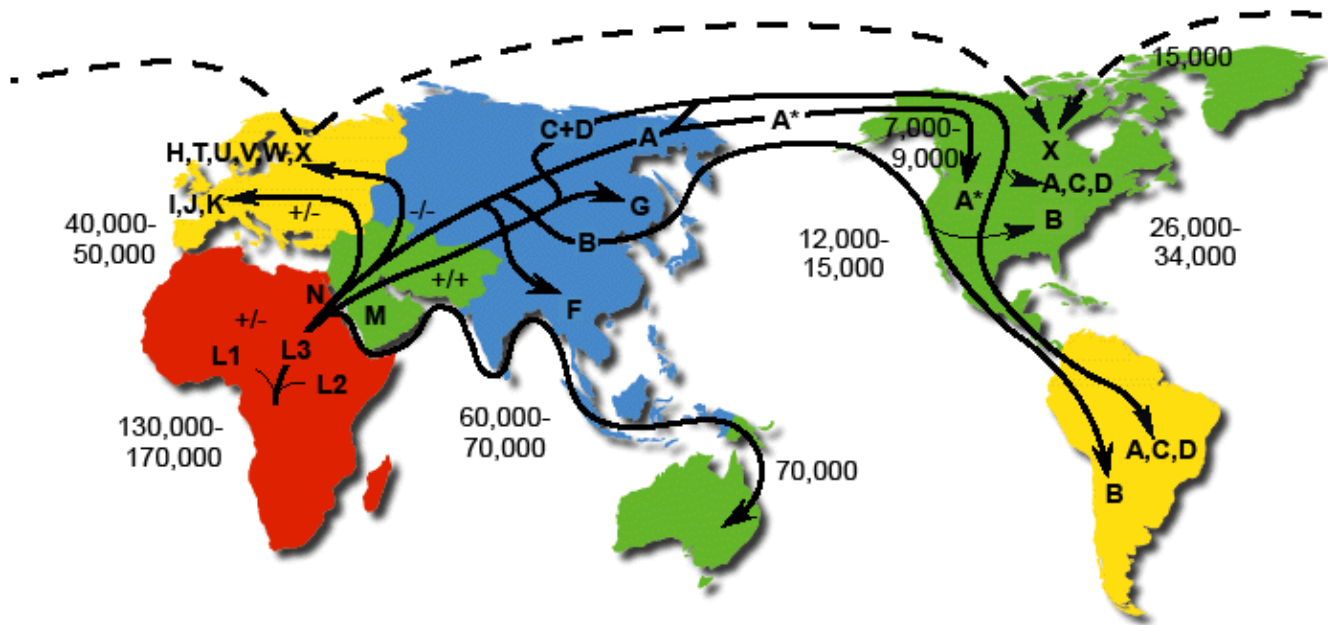 15,000
C+D
A
A*
7,000-
9,000
H,T,U,V,W,X
X
I,J,K
+/-
-/-
G
A*
A,C,D
B
40,000-
50,000
B
12,000-
15,000
26,000-
34,000
N
+/+
M
F
+/-
L1
L3
L2
130,000-
170,000
60,000-
70,000
70,000
A,C,D
B